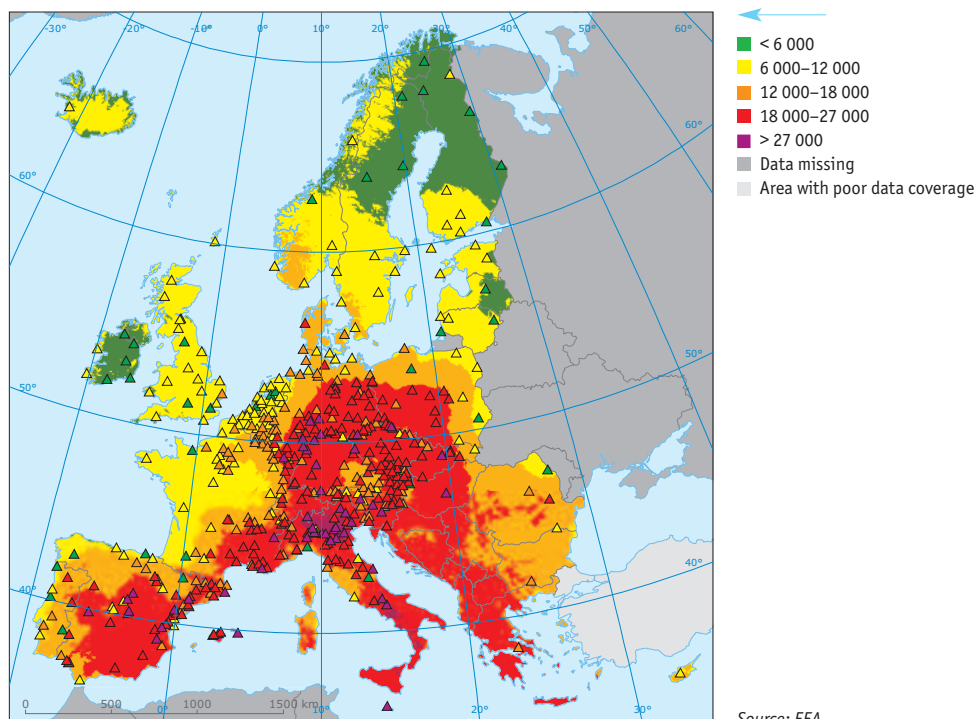 -30° -20° -10° 0° 10° 20° 30° 40° 50° 60°
60°
50°
40°
60°
50°
40°
0 500 1000 1500 km
0° 10° 20° 30°
< 6 000
6 000–12 000
12 000–18 000
18 000–27 000
> 27 000
Data missing
Area with poor data coverage
Source: EEA